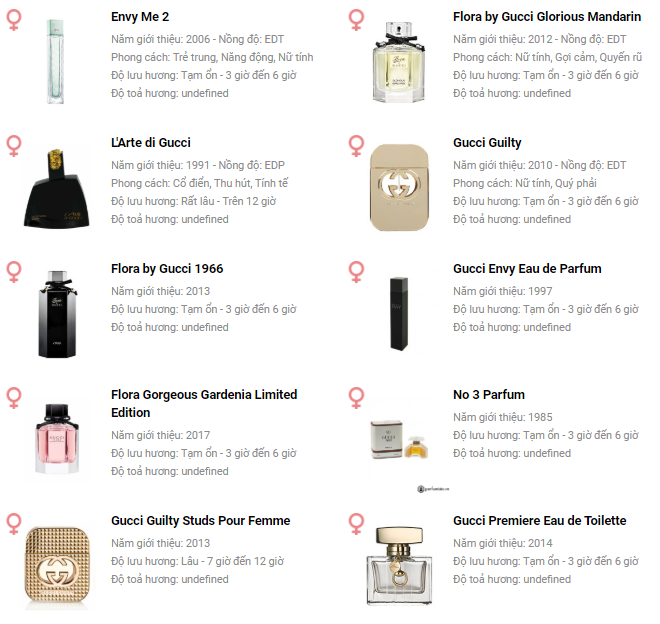 Envy Me 2
Năm giới thiệu: 2006 - Nồng độ: EDT
Phong cách: Trẻ trung, Năng động, Nữ tính
Độ lưu hương: Tạm ổn - 3 giờ đến 6 giờ
Độ toả hương: undefined
Flora by Gucci Glorious Mandarin
Năm giới thiệu: 2012 - Nồng độ: EDT
Phong cách: Nữ tính, Gợi cảm, Quyến rũ
Độ lưu hương: Tạm ổn - 3 giờ đến 6 giờ
Độ toả hương: undefined
L'Arte di Gucci
Năm giới thiệu: 1991 - Nồng độ: EDP
Phong cách: Cổ điển, Thu hút, Tinh tế
Độ lưu hương: Rất lâu - Trên 12 giờ
Độ toả hương: undefined
Gucci Guilty
Năm giới thiệu: 2010 - Nồng độ: EDT
Phong cách: Nữ tính, Quý phái
Độ lưu hương: Tạm ổn - 3 giờ đến 6 giờ
Độ toả hương: undefined
Flora by Gucci 1966
Năm giới thiệu: 2013
Độ lưu hương: Tạm ổn - 3 giờ đến 6 giờ
Độ toả hương: undefined
Gucci Envy Eau de Parfum
Năm giới thiệu: 1997
Độ lưu hương: Tạm ổn - 3 giờ đến 6 giờ
Độ toả hương: undefined
Flora Gorgeous Gardenia Limited
Edition
Năm giới thiệu: 2017
Độ lưu hương: Tạm ổn - 3 giờ đến 6 giờ
Độ toả hương: undefined
No 3 Parfum
Năm giới thiệu: 1985
Độ lưu hương: Tạm ổn - 3 giờ đến 6 giờ
Độ toả hương: undefined
Gucci Guilty Studs Pour Femme
Năm giới thiệu: 2013
Độ lưu hương: Lâu - 7 giờ đến 12 giờ
Độ toả hương: undefined
Gucci Premiere Eau de Toilette
Năm giới thiệu: 2014
Độ lưu hương: Tạm ổn - 3 giờ đến 6 giờ
Độ toả hương: undefined